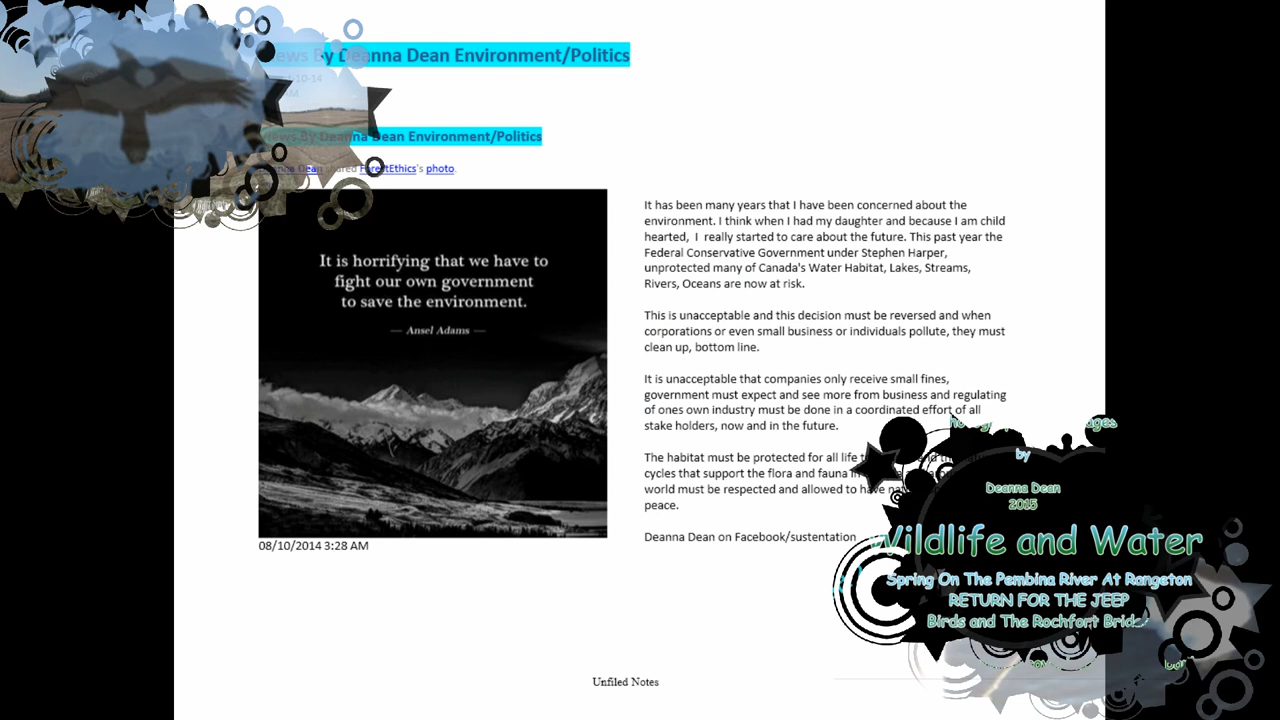 Views By Deanna Dean Environment/Politics
10-14
AM
Views By Deanna Dean Environment/Politics
Deanna Dean shared ForestEthics's photo.
It is horrifying that we have to
fight our own government
to save the environment.
— Ansel Adams —
08/10/2014 3:28 AM
It has been many years that I have been concerned about the
environment. I think when I had my daughter and because I am child
hearted, I really started to care about the future. This past year the
Federal Conservative Government under Stephen Harper,
unprotected many of Canada's Water Habitat, Lakes, Streams,
Rivers, Oceans are now at risk.
This is unacceptable and this decision must be reversed and when
corporations or even small business or individuals pollute, they must
clean up, bottom line.
It is unacceptable that companies only receive small fines,
government must expect and see more from business and regulating
of ones own industry must be done in a coordinated effort of all
stake holders, now and in the future.
The habitat must be protected for all life
cycles that support the flora and fauna in
world must be respected and allowed to have
peace.
Deanna Dean on Facebook/sustentation
by
Deanna Dean
2015
Wildlife and Water
Spring On The Pembina River At Rangeton
RETURN FOR THE JEEP
Birds and The Rochfort Bridge
Unfiled Notes